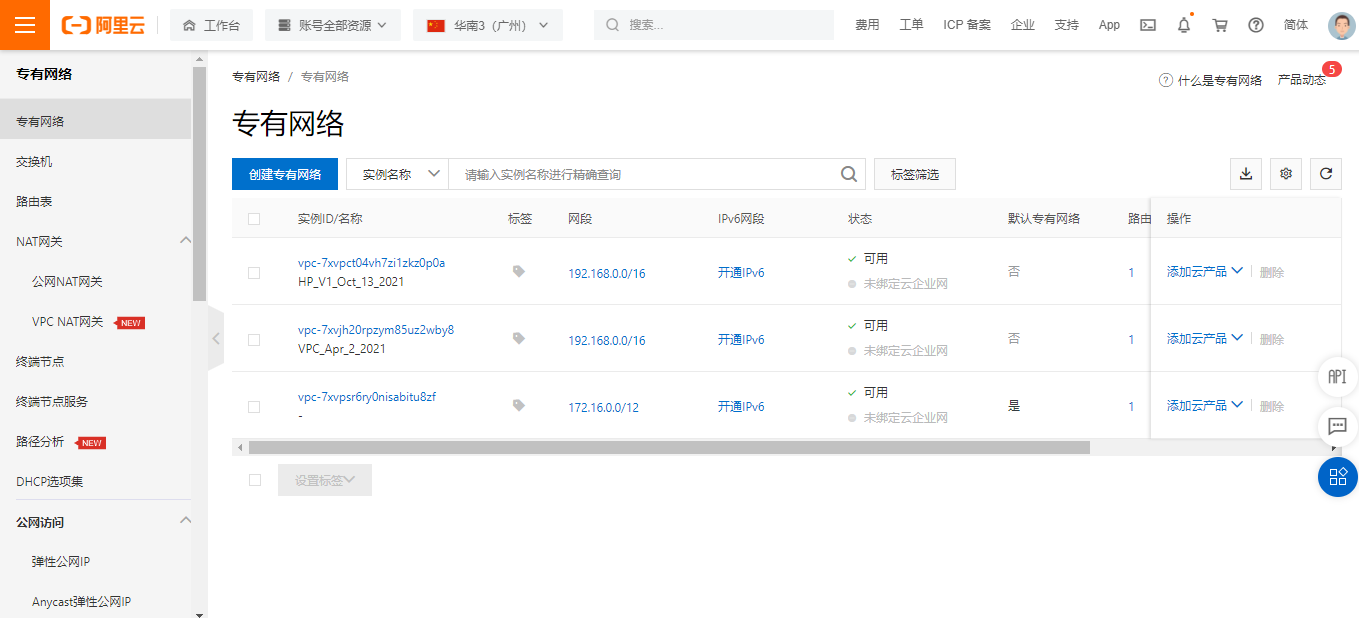 阿里云
工作台
账号全部资源
华南3（广州）
搜索...
费用
工单
ICP 备案
企业
支持
App
简体
专有网络
专有网络
交换机
路由表
NAT网关
公网NAT网关
VPC NAT网关 NEW
终端节点
终端节点服务
路径分析 NEW
DHCP选项集
公网访问
弹性公网IP
Anycast弹性公网IP
专有网络 / 专有网络
什么是专有网络
产品动态 5
专有网络
创建专有网络
实例名称
请输入实例名称进行精确查询
标签筛选
实例ID/名称 标签 网段 IPv6网段 状态 默认专有网络 路由 操作
vpc-7xvpct04vh7zi1zkz0p0a
HP_V1_Oct_13_2021
192.168.0.0/16
开通IPv6
可用
未绑定云企业网
否
1
添加云产品 删除
vpc-7xvjh20rpzym85uz2wby8
VPC_Apr_2_2021
192.168.0.0/16
开通IPv6
可用
未绑定云企业网
否
1
添加云产品 删除
vpc-7xvpsr6ry0nisabitu8zf
-
172.16.0.0/12
开通IPv6
可用
未绑定云企业网
是
1
添加云产品 删除
设置标签
API